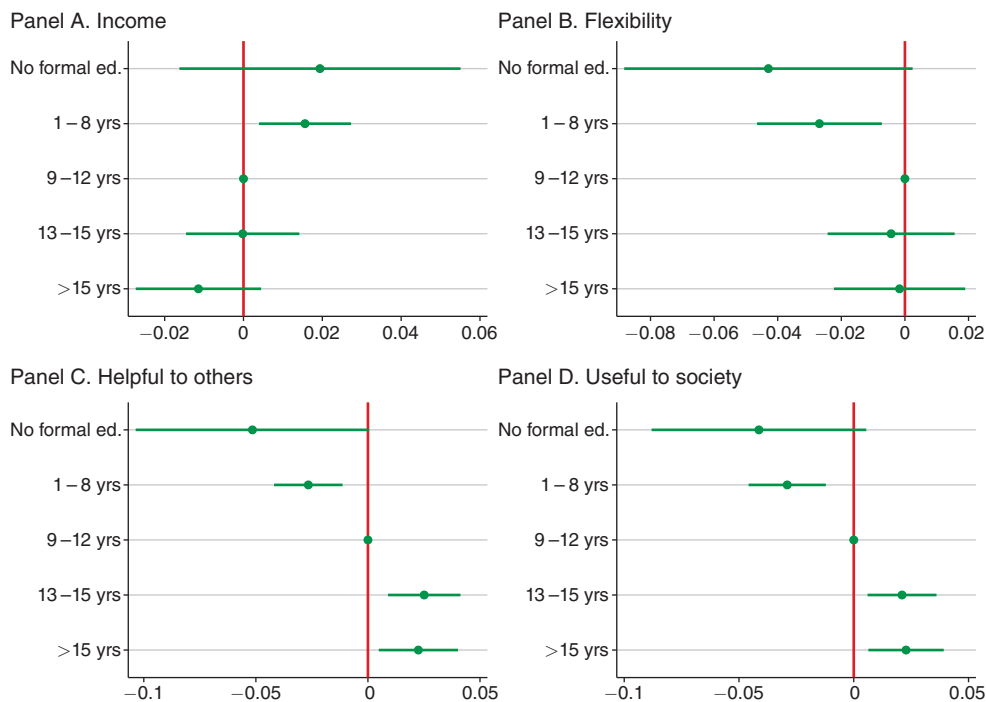 Panel A. Income
No formal ed.
1−8 yrs
9−12 yrs
13−15 yrs
>15 yrs
−0.02 0 0.02 0.04 0.06
Panel B. Flexibility
No formal ed.
1−8 yrs
9−12 yrs
13−15 yrs
>15 yrs
−0.08 −0.06 −0.04 −0.02 0 0.02
Panel C. Helpful to others
No formal ed.
1−8 yrs
9−12 yrs
13−15 yrs
>15 yrs
−0.1 −0.05 0 0.05
Panel D. Useful to society
No formal ed.
1−8 yrs
9−12 yrs
13−15 yrs
>15 yrs
−0.1 −0.05 0 0.05